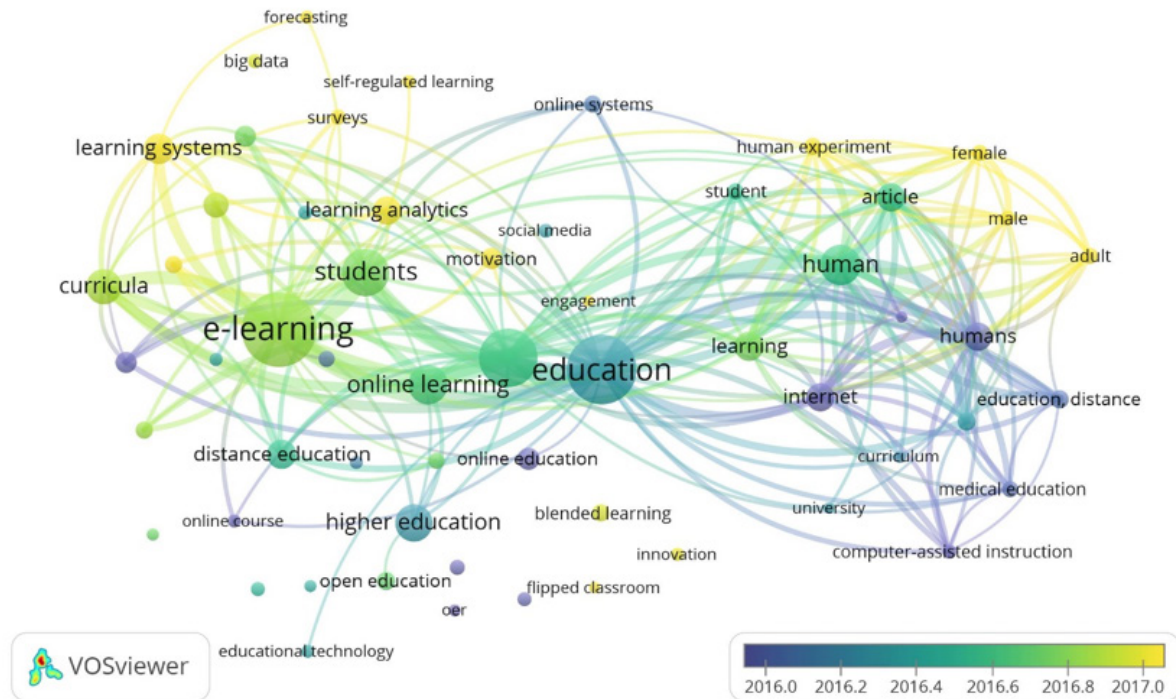 forecasting
big data
self-regulated learning
online systems
surveys
learning systems
human experiment
female
student
article
learning analytics
male
social media
motivation
adult
students
human
curricula
engagement
e-learning
humans
learning
education
online learning
internet
education, distance
distance education
online education
curriculum
medical education
university
online course
higher education
blended learning
innovation
computer-assisted instruction
open education
flipped classroom
oer
educational technology
VOSviewer
2016.0 2016.2 2016.4 2016.6 2016.8 2017.0